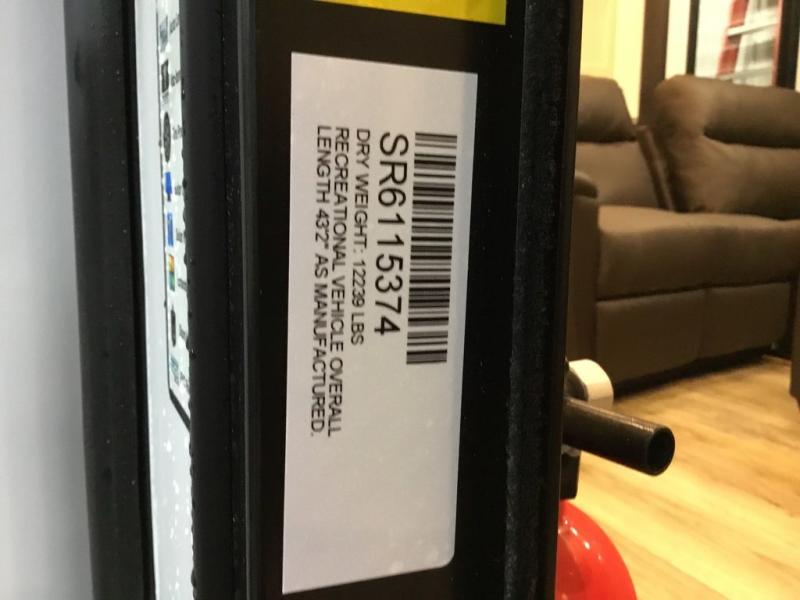 SR6115374
DRY WEIGHT: 12239 LBS
RECREATIONAL VEHICLE OVERALL
LENGTH 43'2" AS MANUFACTURED.